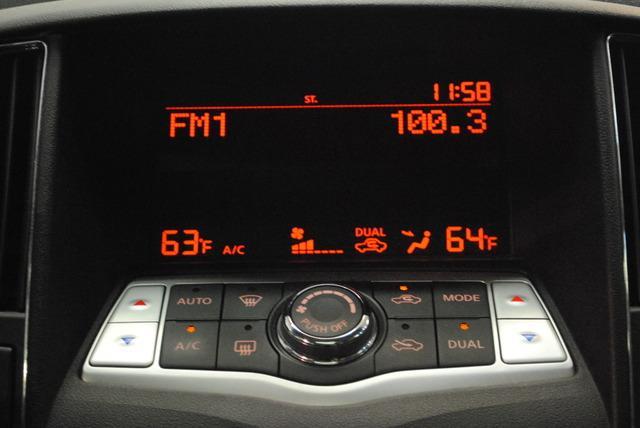 ST. 11:58
FM1 100.3
63°F A/C DUAL 64°F
AUTO MODE
PUSH OFF
A/C DUAL